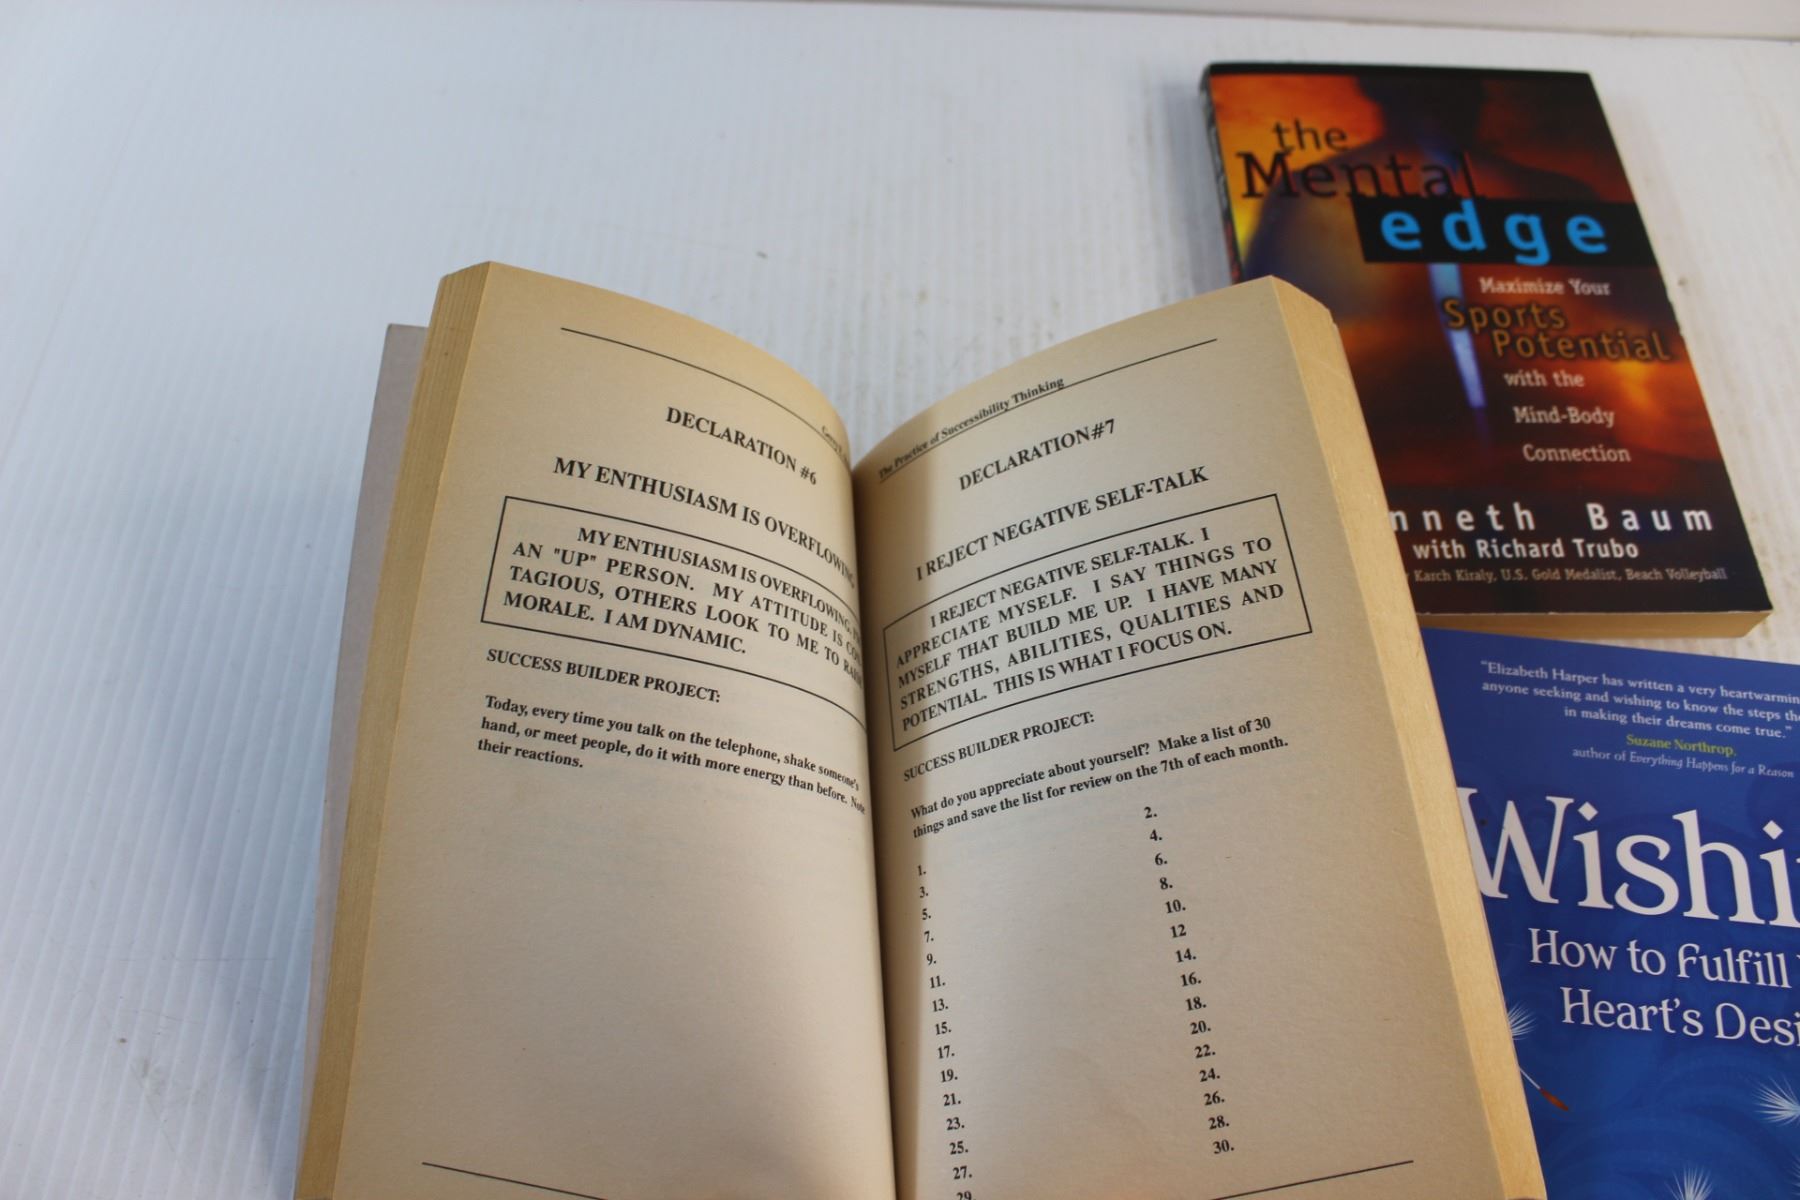 DECLARATION #6
MY ENTHUSIASM IS OVERFLOWING
MY ENTHUSIASM IS OVERFLOWING.
AN "UP" PERSON. MY ATTITUDE IS CON-
TAGIOUS, OTHERS LOOK TO ME TO RAISE
MORALE. I AM DYNAMIC.
SUCCESS BUILDER PROJECT:
Today, every time you talk on the telephone, shake someone's
hand, or meet people, do it with more energy than before. Note
their reactions.
The Practice of Successibility Thinking
DECLARATION#7
I REJECT NEGATIVE SELF-TALK
I REJECT NEGATIVE SELF-TALK. I
APPRECIATE MYSELF. I SAY THINGS TO
MYSELF THAT BUILD ME UP. I HAVE MANY
STRENGTHS, ABILITIES, QUALITIES AND
POTENTIAL. THIS IS WHAT I FOCUS ON.
SUCCESS BUILDER PROJECT:
What do you appreciate about yourself? Make a list of 30
things and save the list for review on the 7th of each month.
1. 2.
3. 4.
5. 6.
7. 8.
9. 10.
11. 12
13. 14.
15. 16.
17. 18.
19. 20.
21. 22.
23. 24.
25. 26.
27. 28.
29. 30.
the
Mental
edge
Maximize Your
Sports
Potential
with the
Mind-Body
Connection
nneth Baum
with Richard Trubo
Karch Kiraly, U.S. Gold Medalist, Beach Volleyball
"Elizabeth Harper has written a very heartwarmin
anyone seeking and wishing to know the steps th
in making their dreams come true."
Suzane Northrop,
author of Everything Happens for a Reason
Wishi
How to Fulfill
Heart's Desi